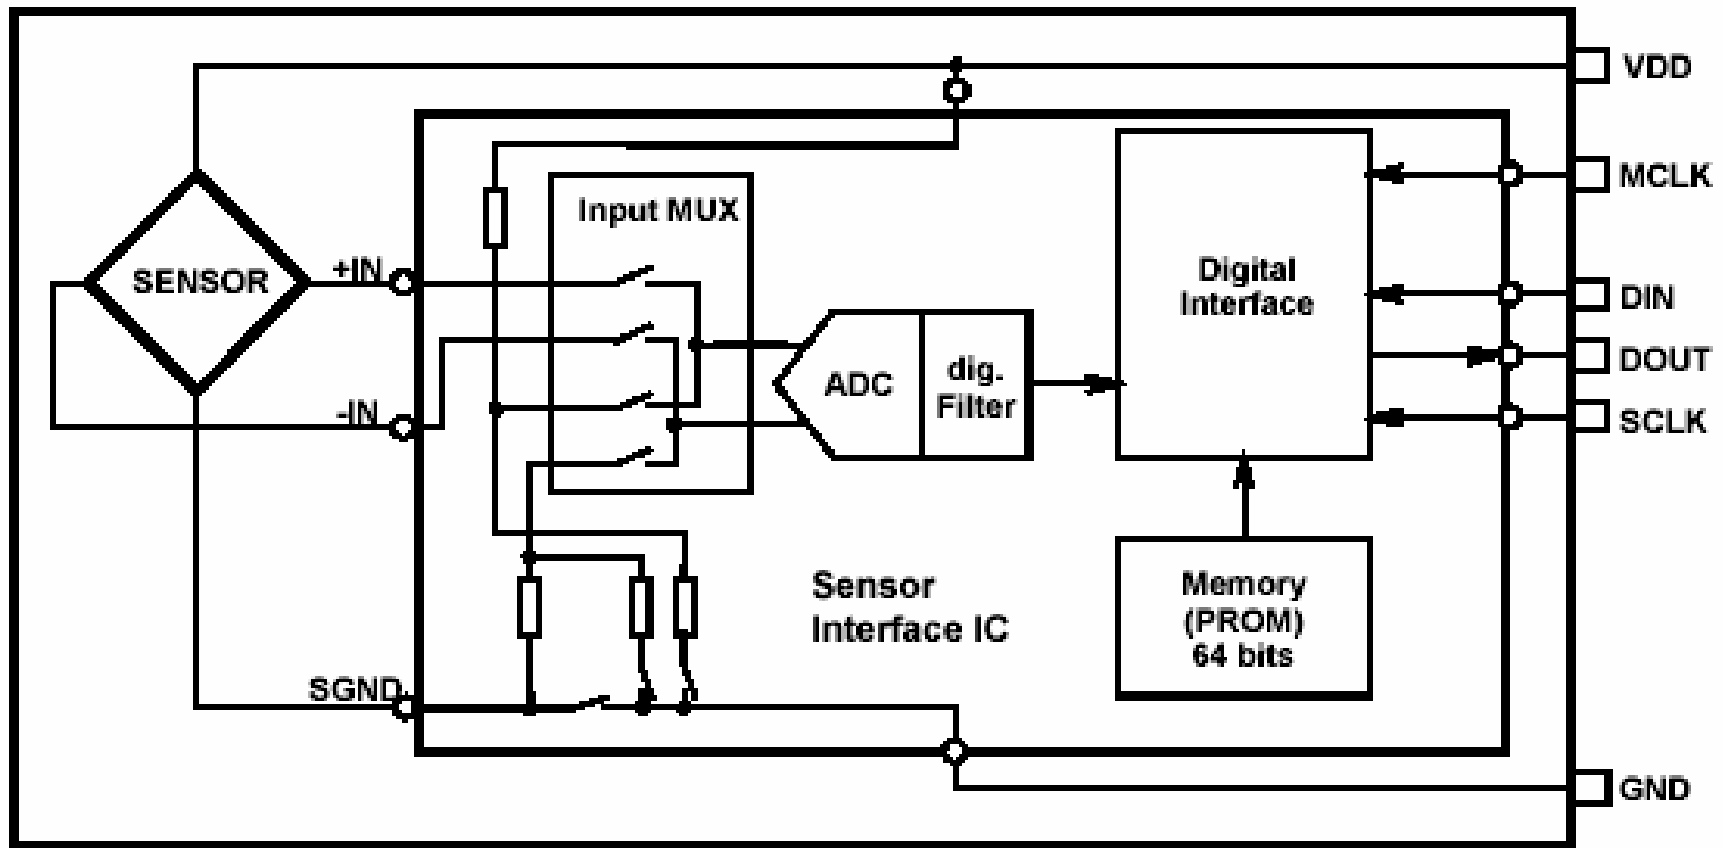 VDD
MCLK
Input MUX
+IN
SENSOR
Digital
Interface
DIN
DOUT
ADC
dig.
Filter
-IN
SCLK
Sensor
Interface IC
Memory
(PROM)
64 bits
SGND
GND